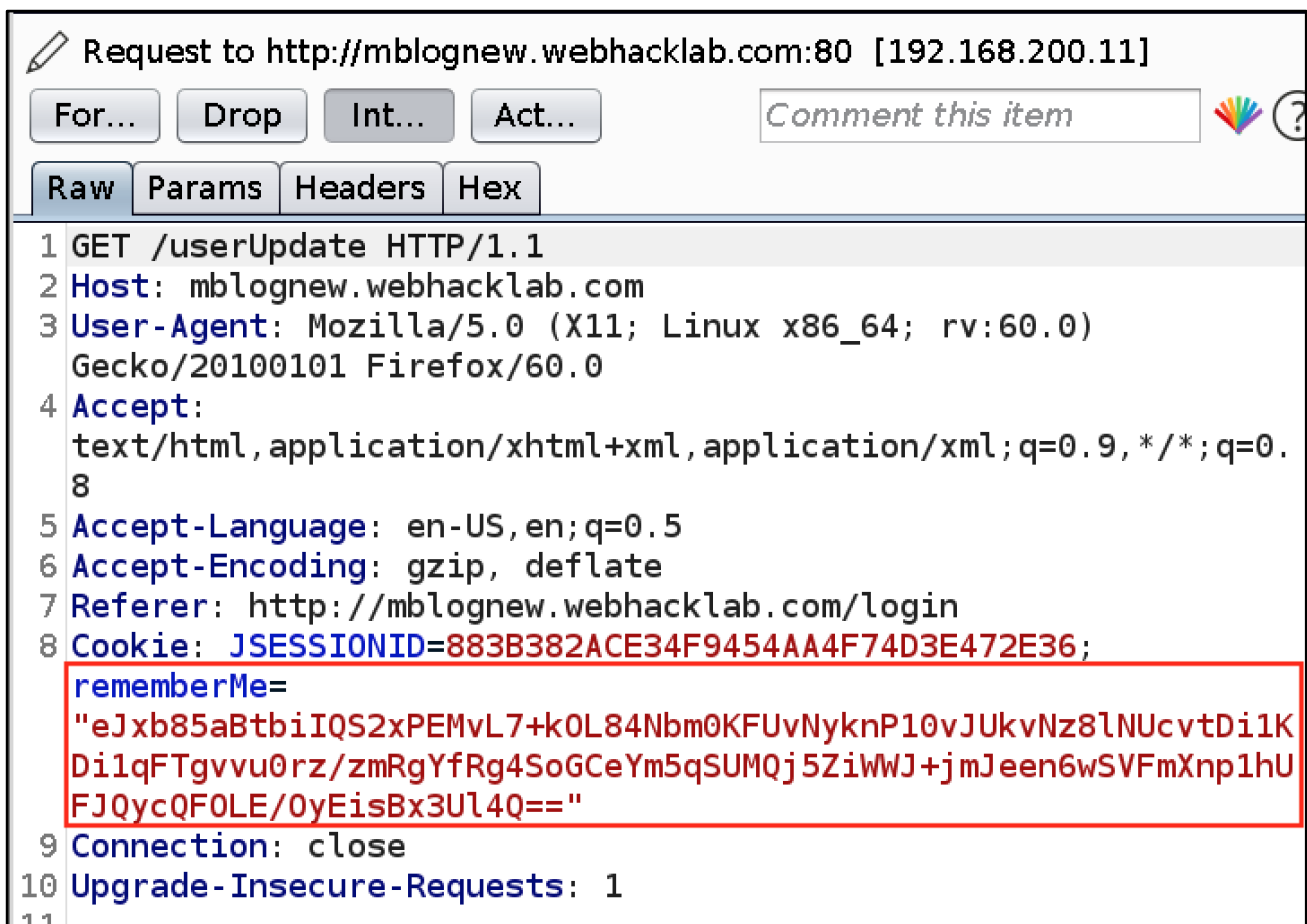 Request to http://mblognew.webhacklab.com:80 [192.168.200.11]
For... Drop Int... Act... Comment this item ?
Raw Params Headers Hex
1 GET /userUpdate HTTP/1.1
2 Host: mblognew.webhacklab.com
3 User-Agent: Mozilla/5.0 (X11; Linux x86_64; rv:60.0)
Gecko/20100101 Firefox/60.0
4 Accept:
text/html,application/xhtml+xml,application/xml;q=0.9,*/*;q=0.
8
5 Accept-Language: en-US,en;q=0.5
6 Accept-Encoding: gzip, deflate
7 Referer: http://mblognew.webhacklab.com/login
8 Cookie: JSESSIONID=883B382ACE34F9454AA4F74D3E472E36;
rememberMe=
"eJxb85aBtbiIQS2xPEMvL7+kOL84Nbm0KFUvNyknP10vJUkvNz8lNUcvtDi1K
Di1qFTgvvu0rz/zmRgYfRg4SoGCeYm5qSUMQj5ZiWWJ+jmJeen6wSVFmXnp1hU
FJQycQFOLE/OyEisBx3Ul4Q=="
9 Connection: close
10 Upgrade-Insecure-Requests: 1
11